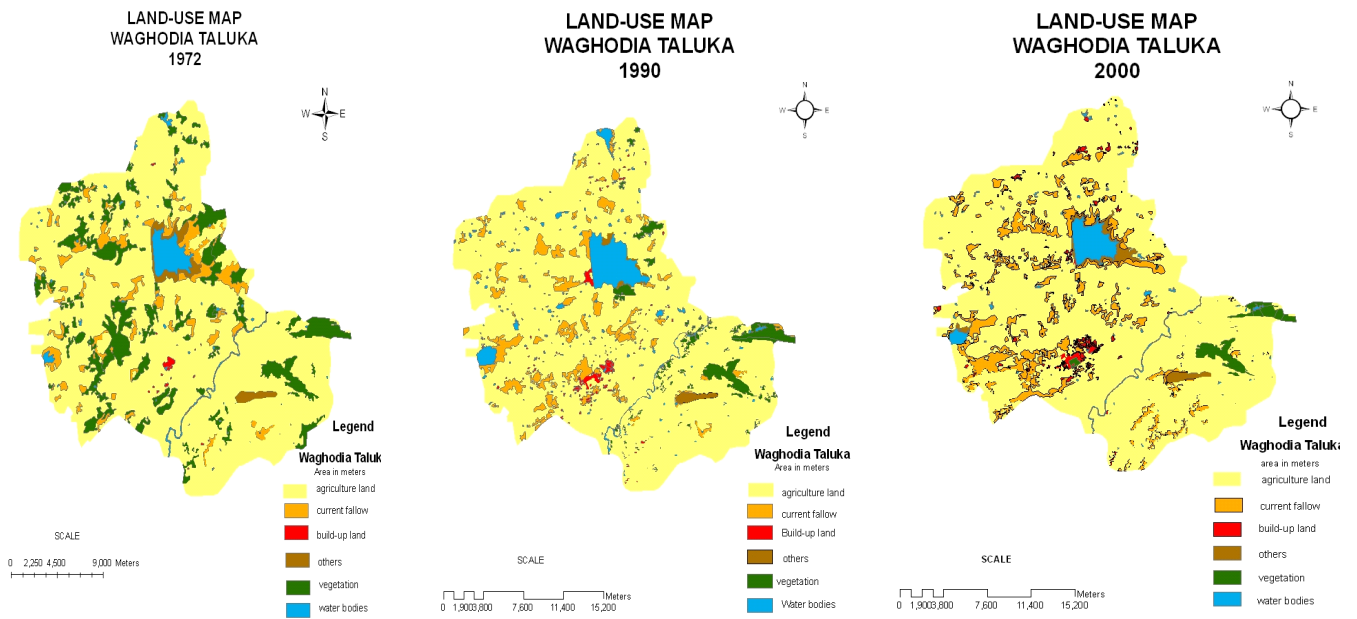 LAND-USE MAP
WAGHODIA TALUKA
1972
N
W E
S
Legend
Waghodia Taluk
Area in meters
agriculture land
current fallow
build-up land
others
vegetation
water bodies
SCALE
0 2,250 4,500 9,000 Meters
LAND-USE MAP
WAGHODIA TALUKA
1990
N
W E
S
Legend
Waghodia Taluka
Area in meters
agriculture land
current fallow
Build-up land
others
vegetation
Water bodies
SCALE
Meters
0 1,9003,800 7,600 11,400 15,200
LAND-USE MAP
WAGHODIA TALUKA
2000
N
W E
S
Legend
Waghodia Taluka
area in meters
agriculture land
current fallow
build-up land
others
vegetation
water bodies
SCALE
Meters
0 1,9003,800 7,600 11,400 15,200